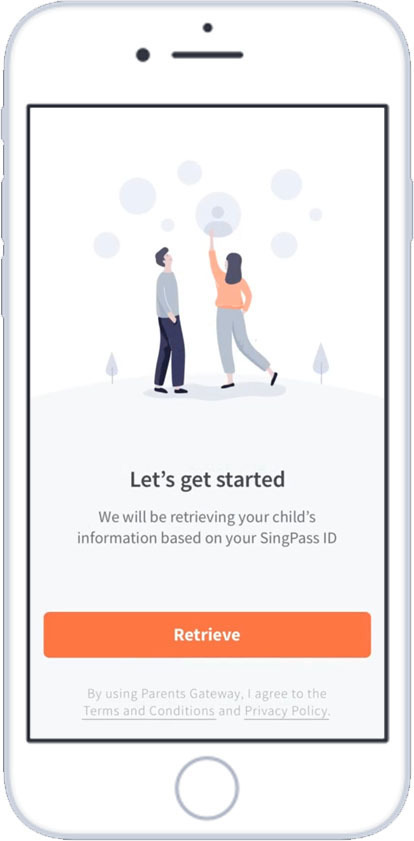 Let’s get started
We will be retrieving your child’s
information based on your SingPass ID
Retrieve
By using Parents Gateway, I agree to the
Terms and Conditions and Privacy Policy.